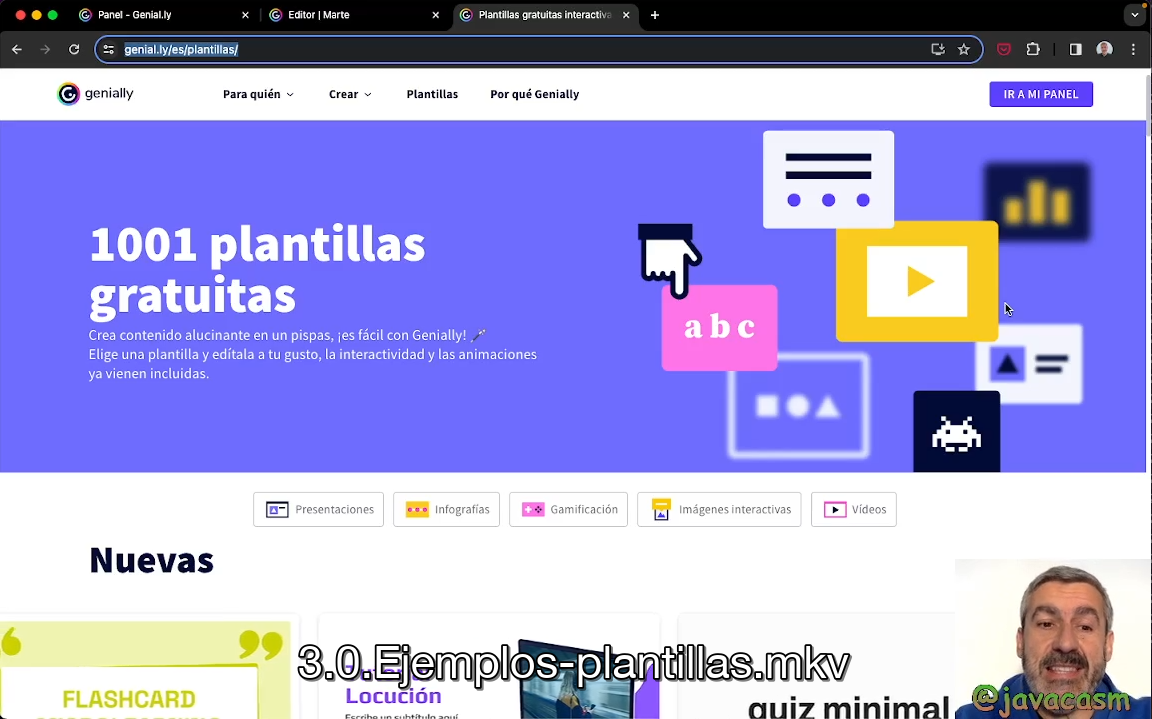 Panel - Genial.ly
Editor | Marte
Plantillas gratuitas interactiva
genial.ly/es/plantillas/
genially
Para quién
Crear
Plantillas
Por qué Genially
IR A MI PANEL
1001 plantillas
gratuitas
Crea contenido alucinante en un pispas, ¡es fácil con Genially! 🪄
Elige una plantilla y edítala a tu gusto, la interactividad y las animaciones
ya vienen incluidas.
abc
Presentaciones
Infografías
Gamificación
Imágenes interactivas
Vídeos
Nuevas
FLASHCARD
Locución
Escribe un subtítulo aquí
quiz minimal
3.0.Ejemplos-plantillas.mkv
@javacasm